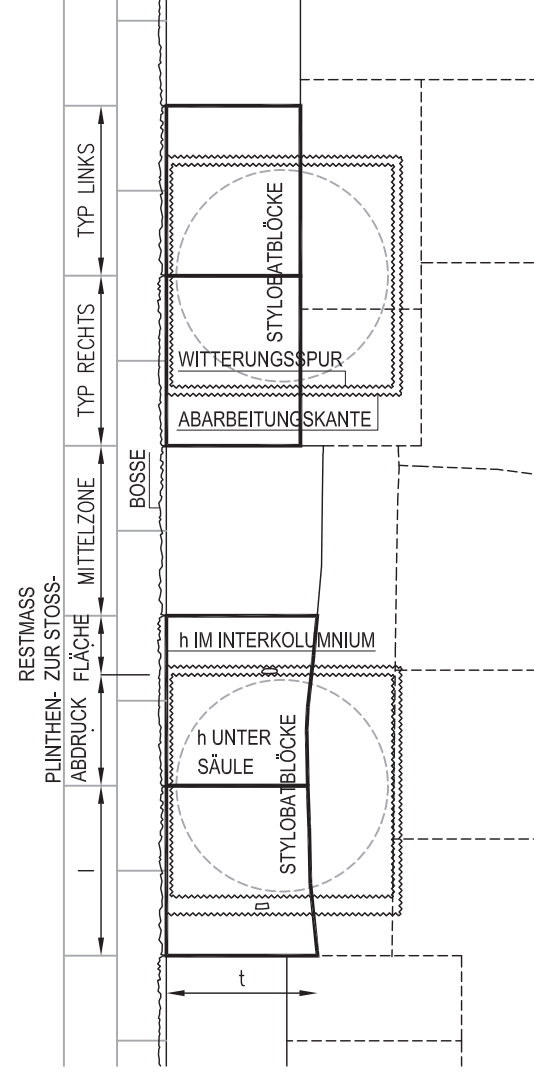 TYP LINKS
STYLOBATBLÖCKE
TYP RECHTS
WITTERUNGSSPUR
ABARBEITUNGSKANTE
BOSSE
MITTELZONE
RESTMASS
ZUR STOSS-
FLÄCHE
h IM INTERKOLUMNIUM
PLINTHEN-
ABDRUCK
h UNTER
SÄULE
STYLOBATBLÖCKE
l
t